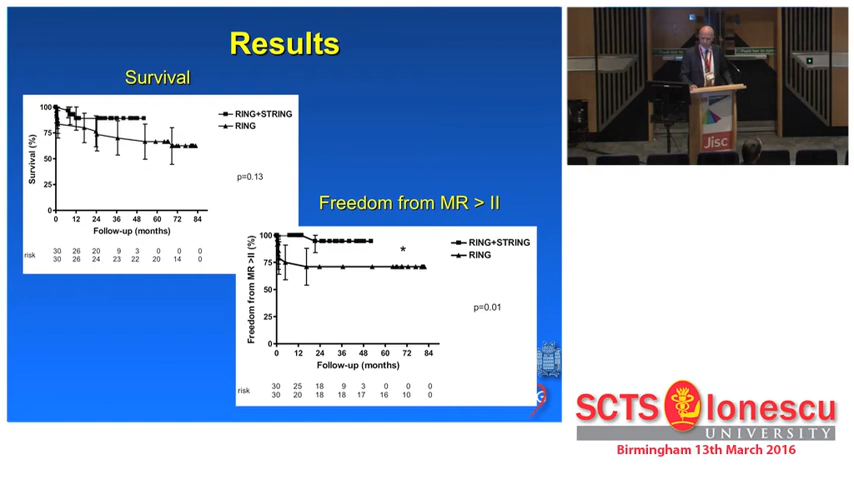 Results
Survival
100
75
50
25
0
Survival (%)
RING+STRING
RING
p=0.13
0 12 24 36 48 60 72 84
Follow-up (months)
risk
30 26 20 9 3 0 0 0
30 26 24 23 22 20 14 0
Freedom from MR > II
100
75
50
25
0
Freedom from MR >II (%)
*
RING+STRING
RING
p=0.01
0 12 24 36 48 60 72 84
Follow-up (months)
risk
30 25 18 9 3 0 0 0
30 20 18 18 17 16 10 0
Jisc
SCTS Ionescu
UNIVERSITY
Birmingham 13th March 2016